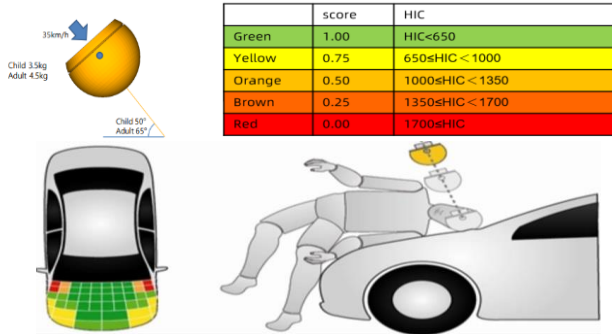 35km/h
Child 3.5kg
Adult 4.5kg
Child 50°
Adult 65°
score HIC
Green 1.00 HIC<650
Yellow 0.75 650≤HIC＜1000
Orange 0.50 1000≤HIC＜1350
Brown 0.25 1350≤HIC＜1700
Red 0.00 1700≤HIC